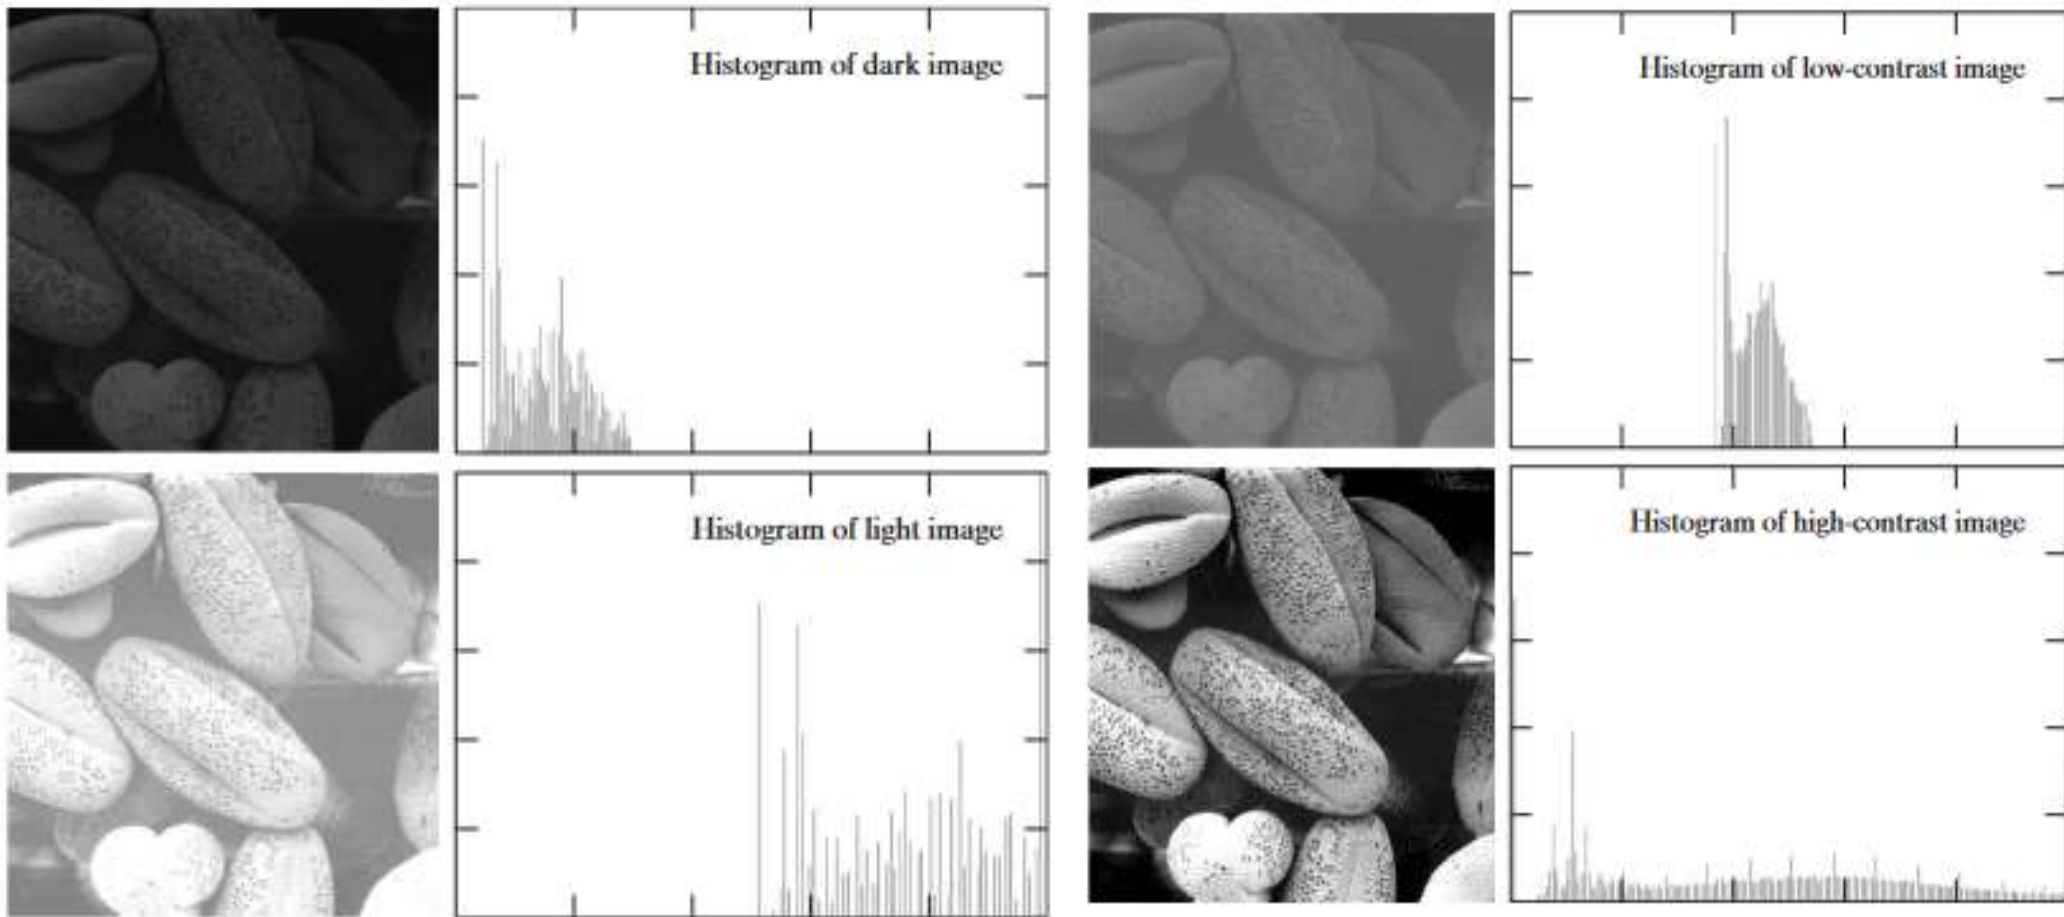 Histogram of dark image
Histogram of low-contrast image
Histogram of light image
Histogram of high-contrast image